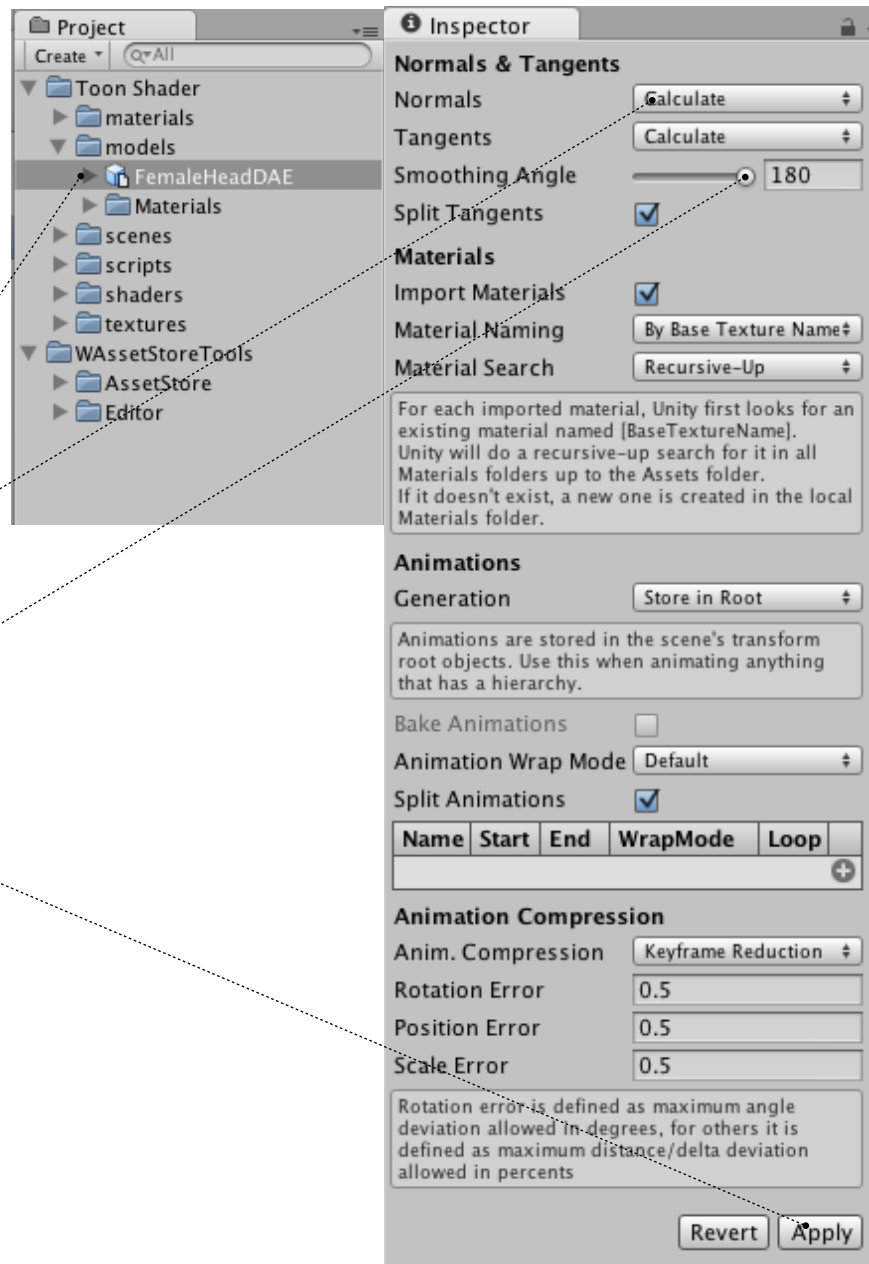 Project
Create
All
Toon Shader
materials
models
FemaleHeadDAE
Materials
scenes
scripts
shaders
textures
WAssetStoreTools
AssetStore
Editor
Inspector
Normals & Tangents
Normals Calculate
Tangents Calculate
Smoothing Angle 180
Split Tangents
Materials
Import Materials
Material Naming By Base Texture Name
Material Search Recursive-Up
For each imported material, Unity first looks for an
existing material named [BaseTextureName].
Unity will do a recursive-up search for it in all
Materials folders up to the Assets folder.
If it doesn't exist, a new one is created in the local
Materials folder.
Animations
Generation Store in Root
Animations are stored in the scene's transform
root objects. Use this when animating anything
that has a hierarchy.
Bake Animations
Animation Wrap Mode Default
Split Animations
Name Start End WrapMode Loop
Animation Compression
Anim. Compression Keyframe Reduction
Rotation Error 0.5
Position Error 0.5
Scale Error 0.5
Rotation error is defined as maximum angle
deviation allowed in degrees, for others it is
defined as maximum distance/delta deviation
allowed in percents
Revert Apply